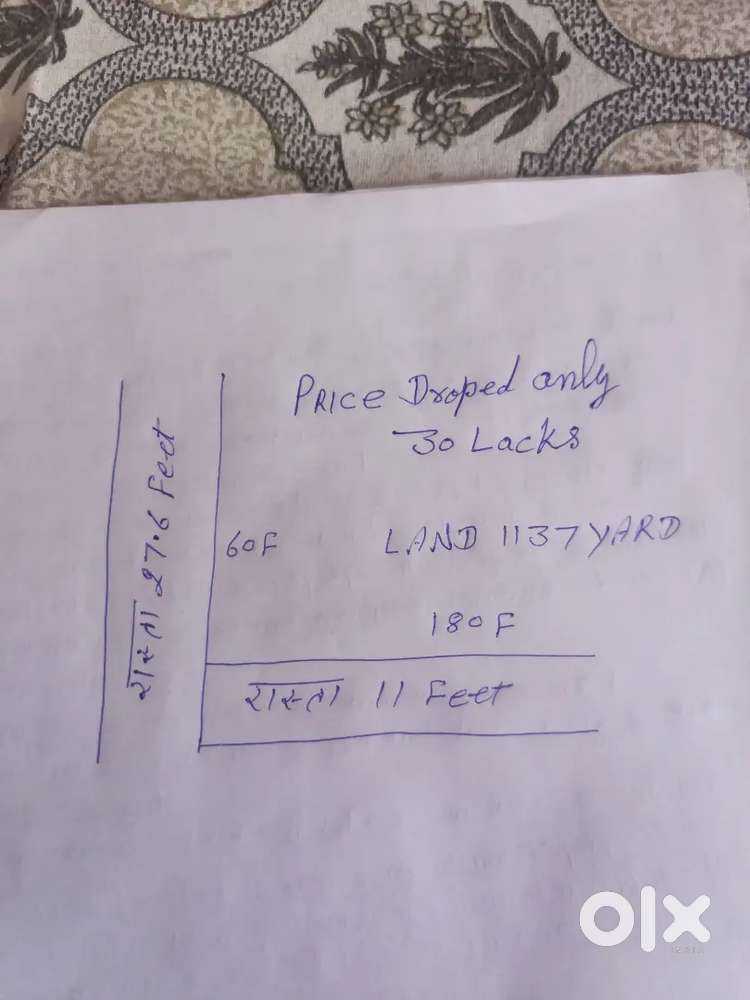 PRICE Droped only
30 Lacks
रास्ता 27.6 Feet
60F
LAND 1137 YARD
180F
रास्ता 11 Feet
olx